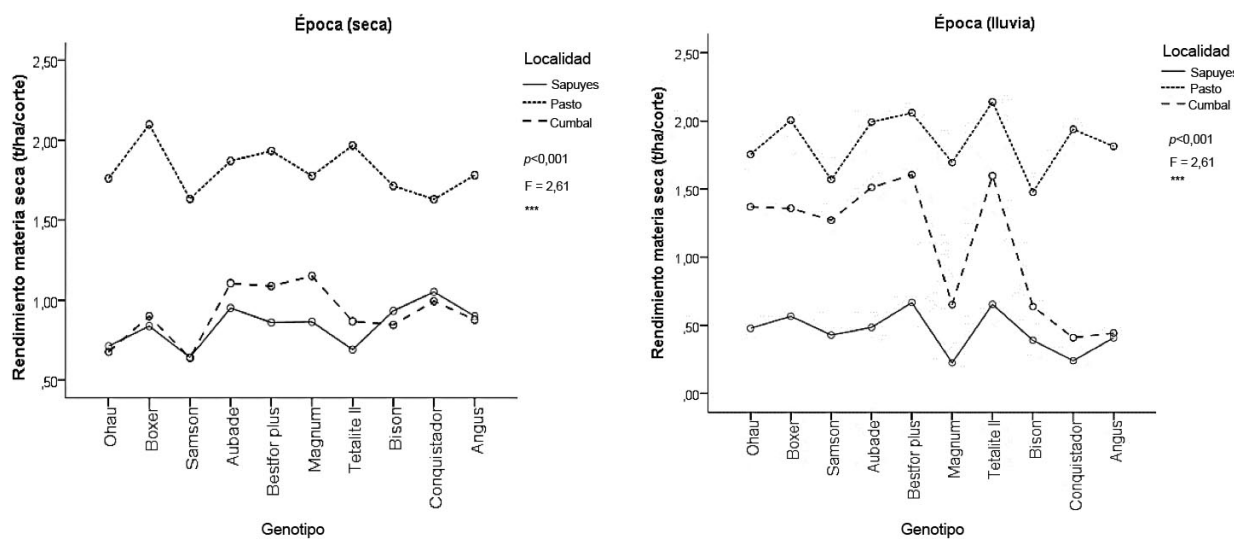 Época (seca)
Rendimiento materia seca (t/ha/corte)
2,50
2,00
1,50
1,00
,50
Ohau
Boxer
Samson
Aubade
Bestfor plus
Magnum
Tetalite II
Bison
Conquistador
Angus
Genotipo
Localidad
Sapuyes
Pasto
Cumbal
p<0,001
F = 2,61
***
Época (lluvia)
Rendimiento materia seca (t/ha/corte)
2,50
2,00
1,50
1,00
,50
,00
Ohau
Boxer
Samson
Aubade
Bestfor plus
Magnum
Tetalite II
Bison
Conquistador
Angus
Genotipo
Localidad
Sapuyes
Pasto
Cumbal
p<0,001
F = 2,61
***